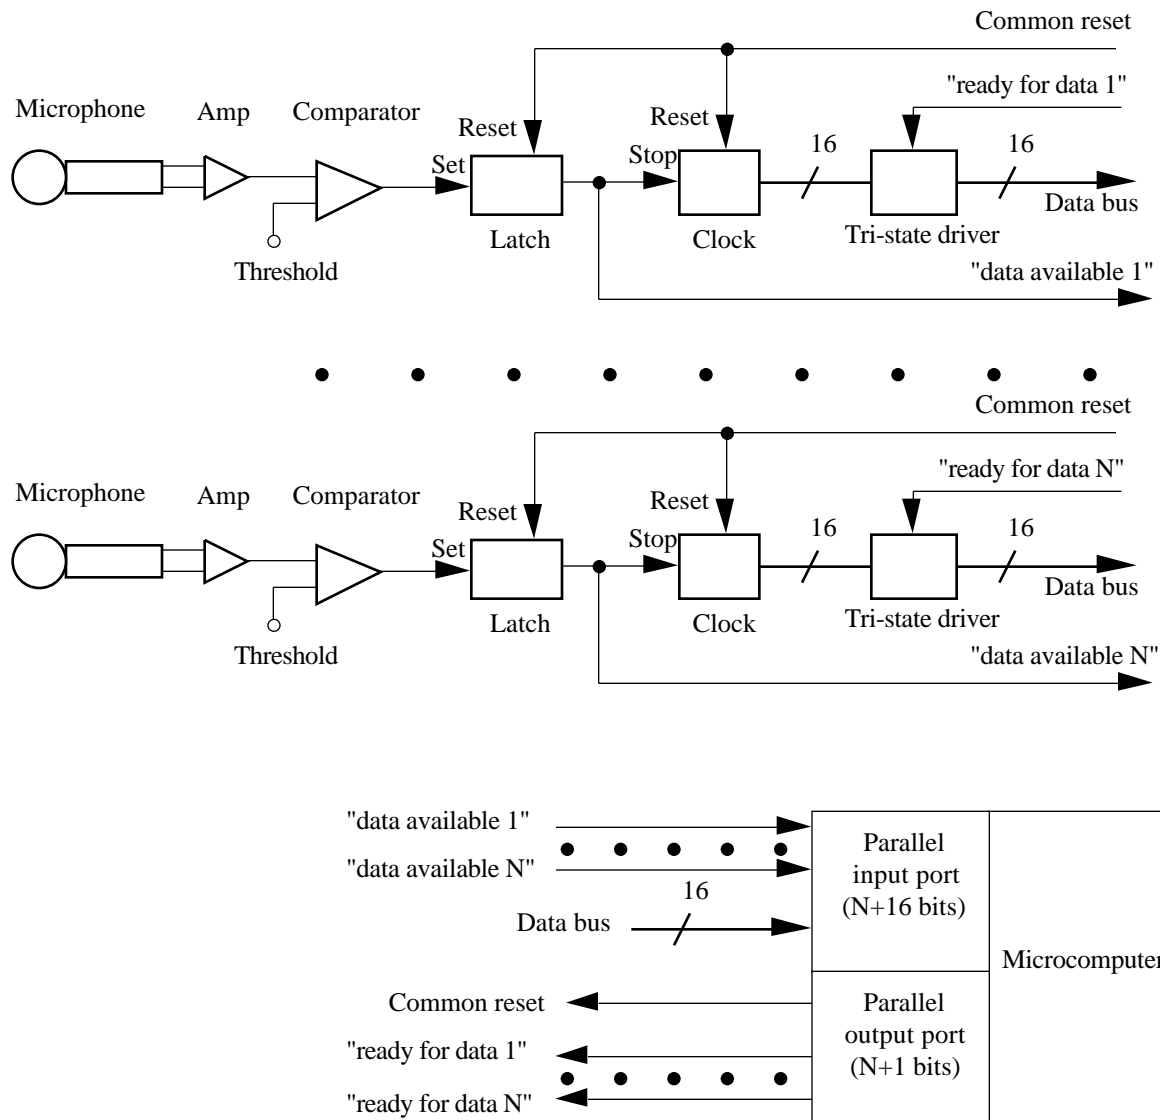 Common reset
"ready for data 1"
Microphone
Amp
Comparator
Reset
Reset
16
16
Set
Stop
Data bus
Latch
Clock
Tri-state driver
Threshold
"data available 1"
Common reset
"ready for data N"
Microphone
Amp
Comparator
Reset
Reset
16
16
Set
Stop
Data bus
Latch
Clock
Tri-state driver
Threshold
"data available N"
"data available 1"
"data available N"
16
Data bus
Parallel
input port
(N+16 bits)
Microcomputer
Common reset
"ready for data 1"
"ready for data N"
Parallel
output port
(N+1 bits)